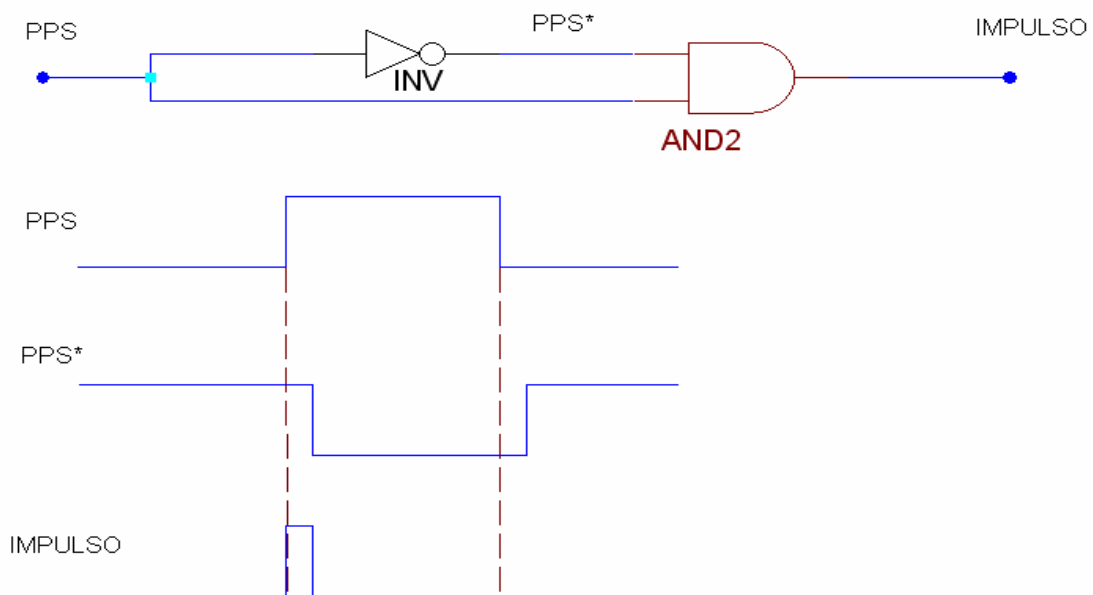 PPS
PPS*
IMPULSO
INV
AND2
PPS
PPS*
IMPULSO